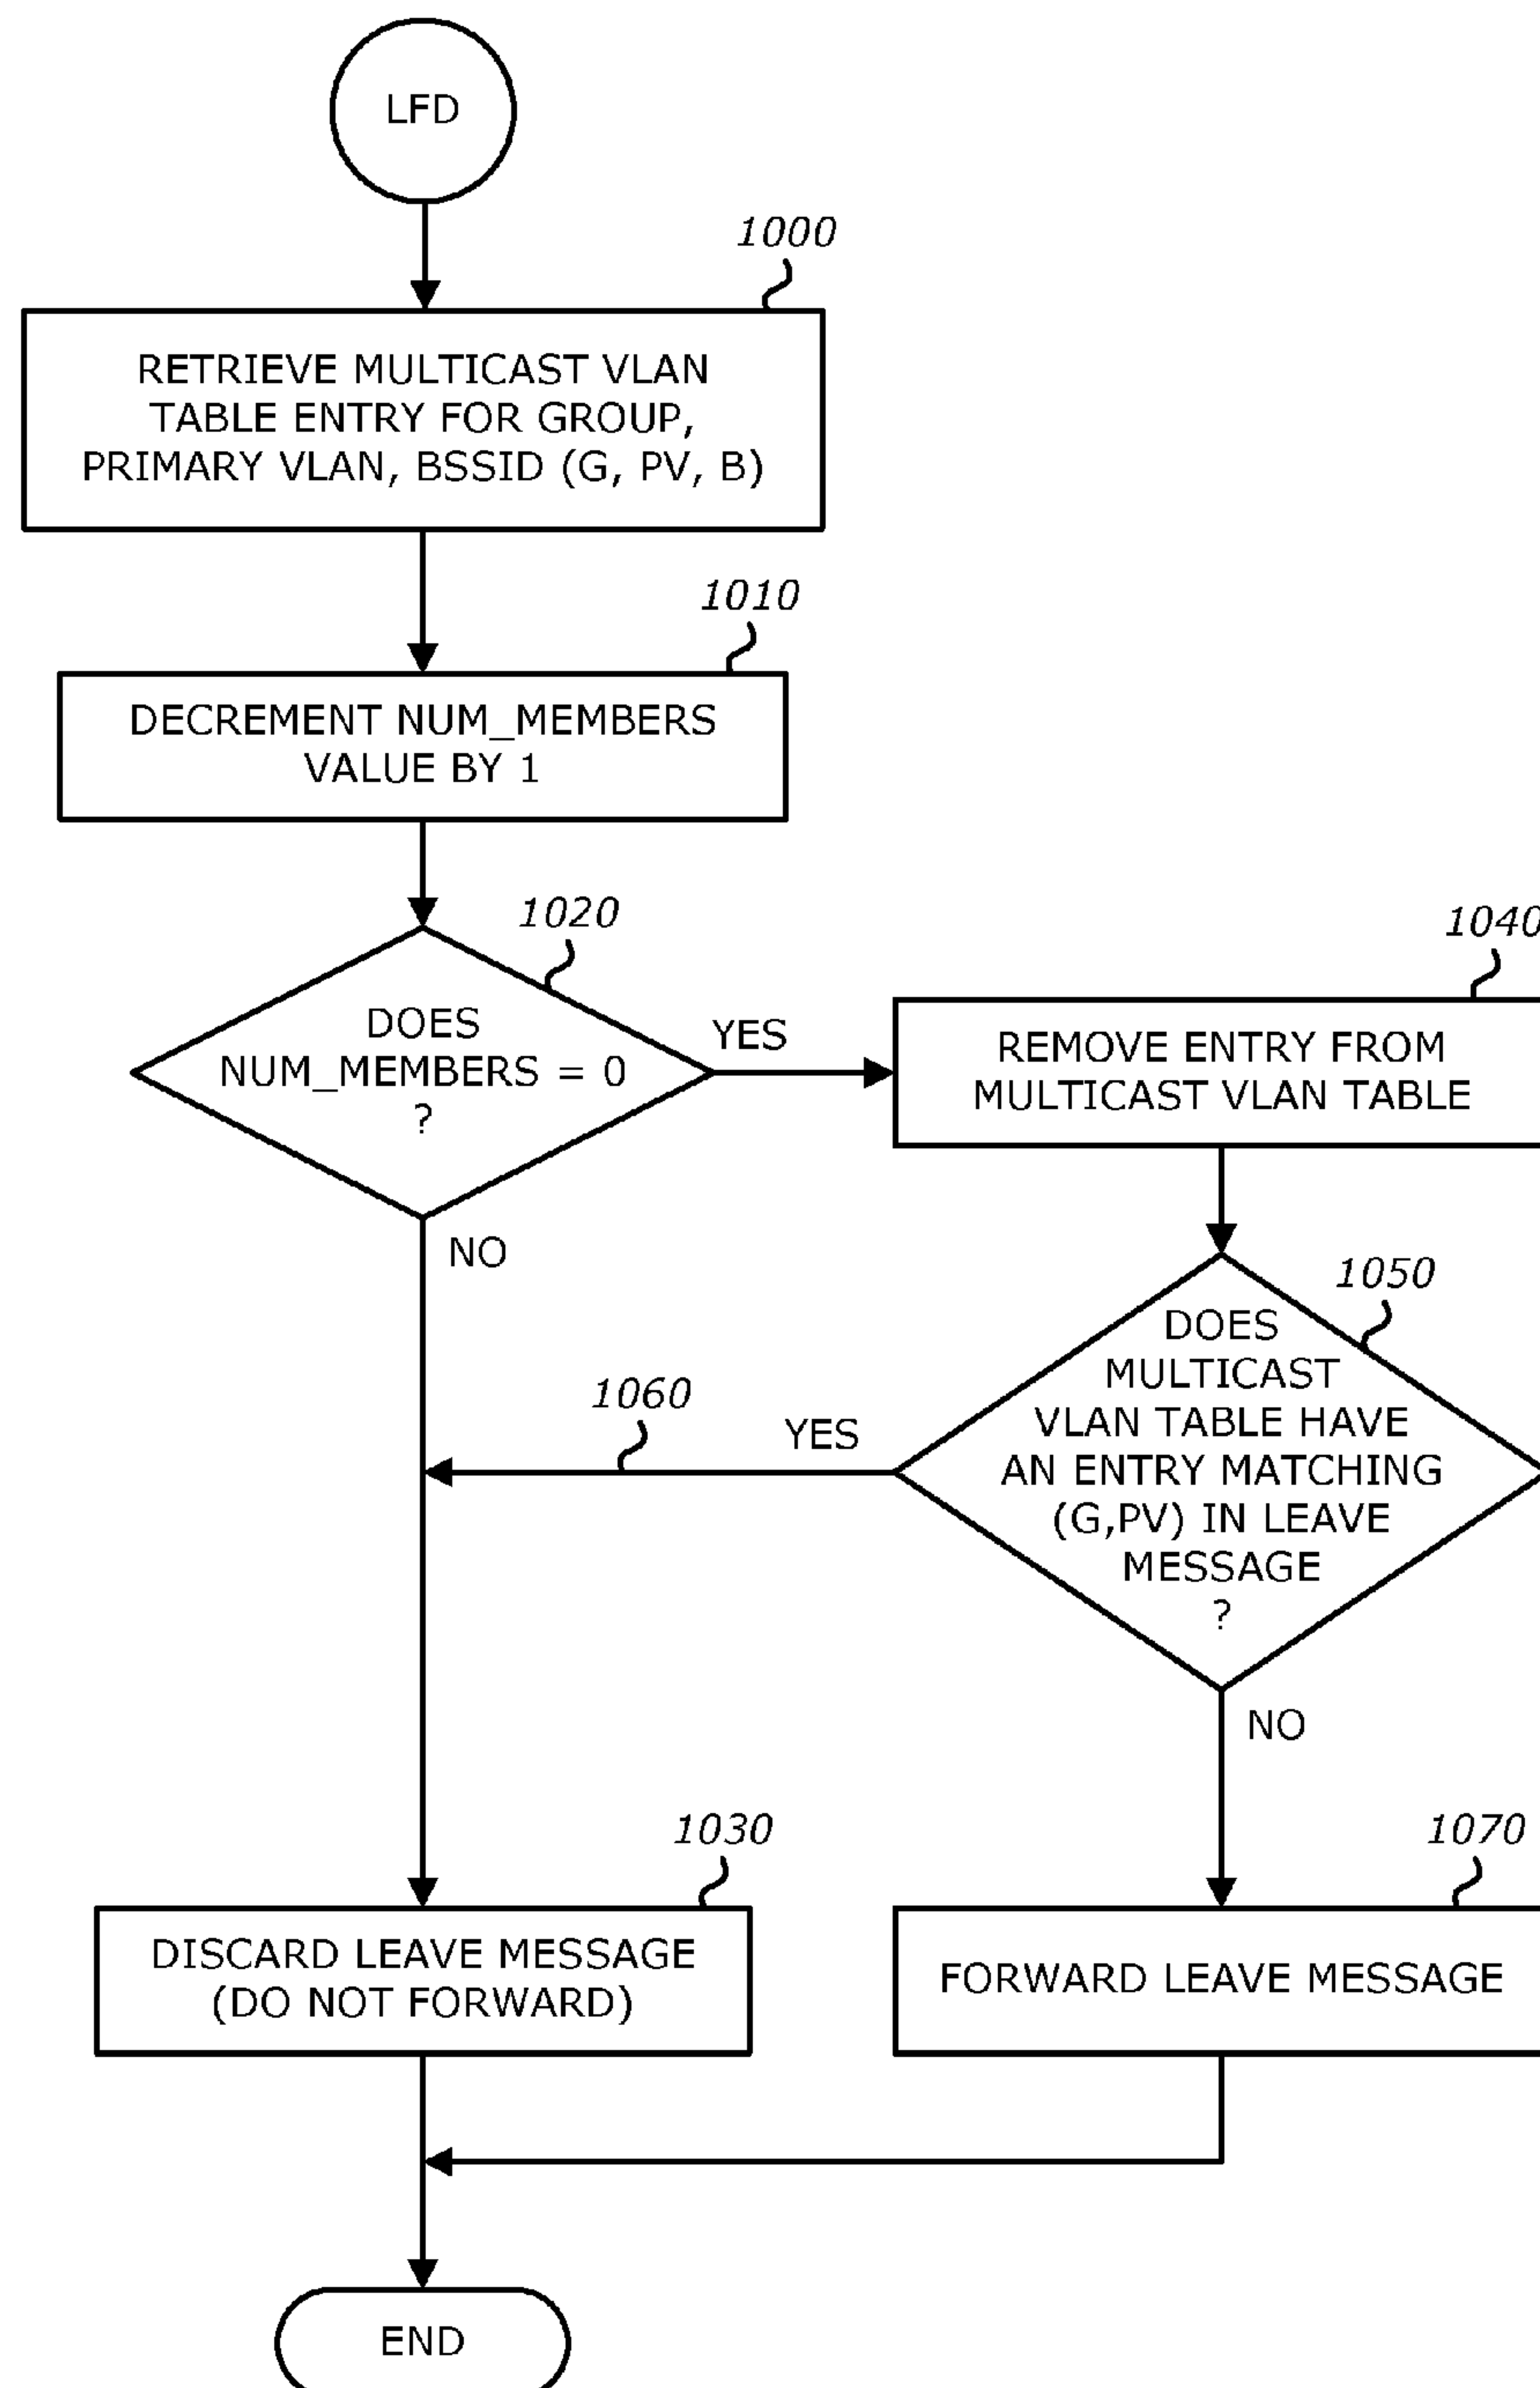 LFD
1000
RETRIEVE MULTICAST VLAN
TABLE ENTRY FOR GROUP,
PRIMARY VLAN, BSSID (G, PV, B)
1010
DECREMENT NUM_MEMBERS
VALUE BY 1
1020
DOES
NUM_MEMBERS = 0
?
YES
NO
1040
REMOVE ENTRY FROM
MULTICAST VLAN TABLE
1050
DOES
MULTICAST
VLAN TABLE HAVE
AN ENTRY MATCHING
(G,PV) IN LEAVE
MESSAGE
?
YES
1060
NO
1030
DISCARD LEAVE MESSAGE
(DO NOT FORWARD)
1070
FORWARD LEAVE MESSAGE
END